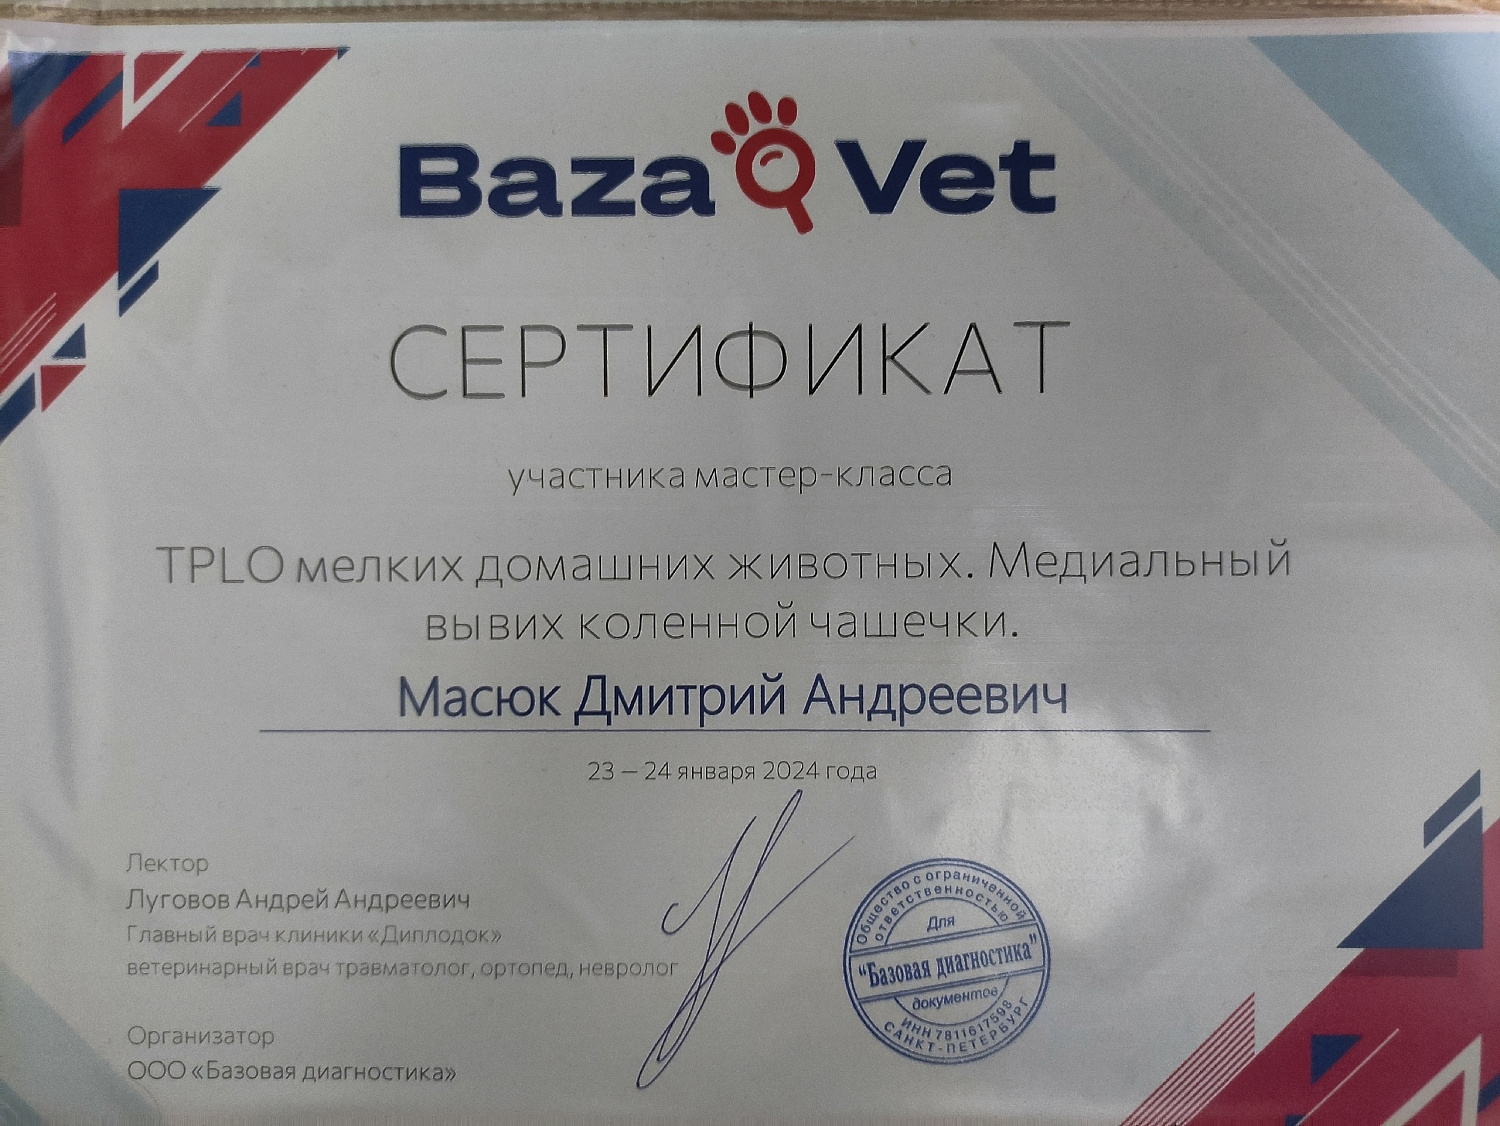 Baza Vet
СЕРТИФИКАТ
участника мастер-класса
TPLO мелких домашних животных. Медиальный
вывих коленной чашечки.
Масюк Дмитрий Андреевич
23 – 24 января 2024 года
Лектор
Луговов Андрей Андреевич
Главный врач клиники «Диплодок»
ветеринарный врач травматолог, ортопед, невролог
Организатор
ООО «Базовая диагностика»
Общество с ограниченной
ответственностью
Для
"Базовая диагностика"
документов
ИНН 7811617598
САНКТ-ПЕТЕРБУРГ